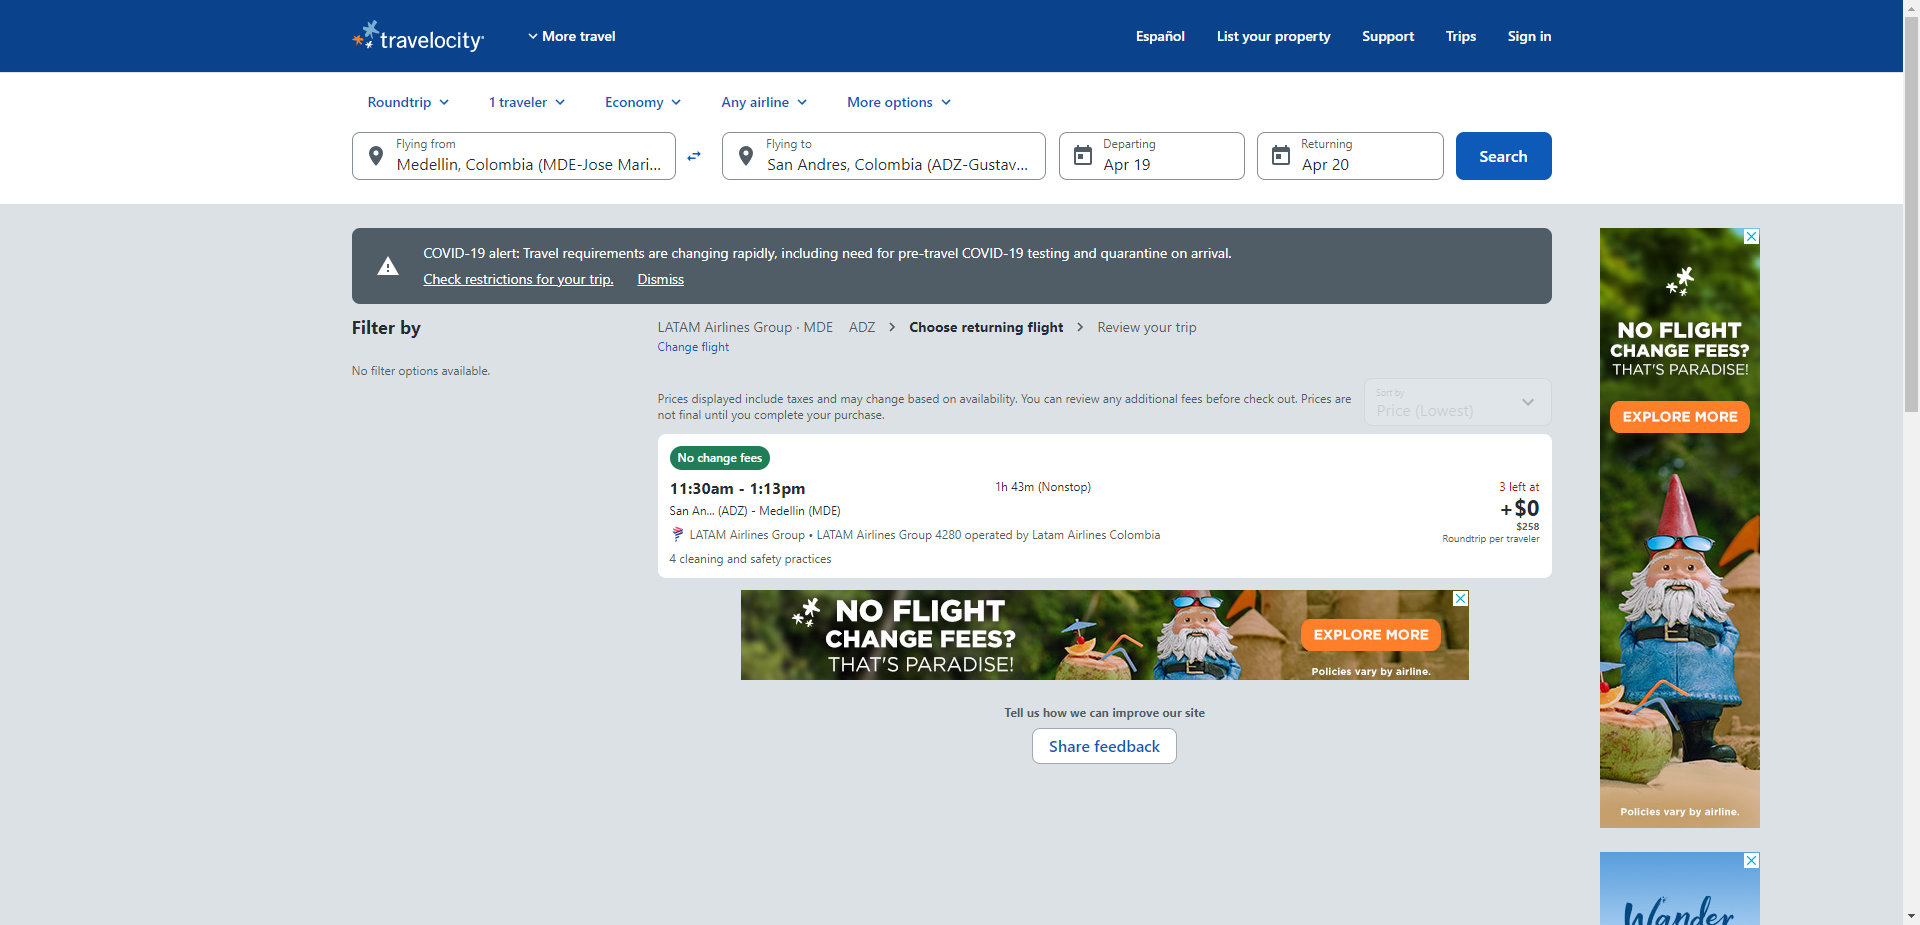 travelocity
More travel
Español
List your property
Support
Trips
Sign in
Roundtrip
1 traveler
Economy
Any airline
More options
Flying from
Medellin, Colombia (MDE-Jose Mari...
Flying to
San Andres, Colombia (ADZ-Gustav...
Departing
Apr 19
Returning
Apr 20
Search
COVID-19 alert: Travel requirements are changing rapidly, including need for pre-travel COVID-19 testing and quarantine on arrival.
Check restrictions for your trip.
Dismiss
Filter by
No filter options available.
LATAM Airlines Group · MDE ADZ
Choose returning flight
Review your trip
Change flight
Prices displayed include taxes and may change based on availability. You can review any additional fees before check out. Prices are
not final until you complete your purchase.
Sort by
Price (Lowest)
No change fees
11:30am - 1:13pm
1h 43m (Nonstop)
3 left at
+$0
$258
Roundtrip per traveler
San An... (ADZ) - Medellin (MDE)
LATAM Airlines Group • LATAM Airlines Group 4280 operated by Latam Airlines Colombia
4 cleaning and safety practices
NO FLIGHT
CHANGE FEES?
THAT'S PARADISE!
EXPLORE MORE
Policies vary by airline.
Tell us how we can improve our site
Share feedback
NO FLIGHT
CHANGE FEES?
THAT'S PARADISE!
EXPLORE MORE
Policies vary by airline.
Wander